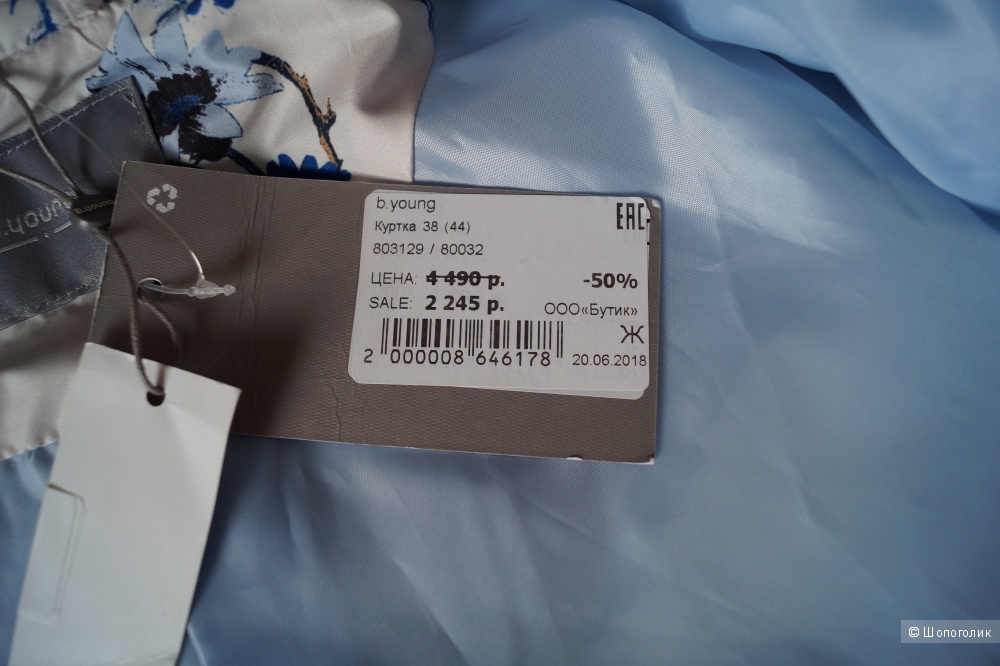 b.young
EAC
Куртка 38 (44)
803129 / 80032
ЦЕНА: 4 490 р. -50%
SALE: 2 245 р. ООО«Бутик»
Ж
2 000008 646178
20.06.2018
b.young
© Шопоголик